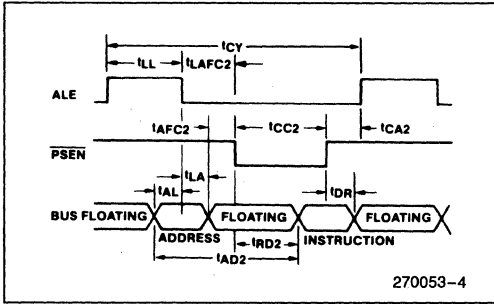 tCY
tLL tLAFC2
ALE
tAFC2 tCC2 tCA2
PSEN
tLA
tAL tDR
BUS FLOATING FLOATING FLOATING
ADDRESS tRD2 INSTRUCTION
tAD2
270053-4